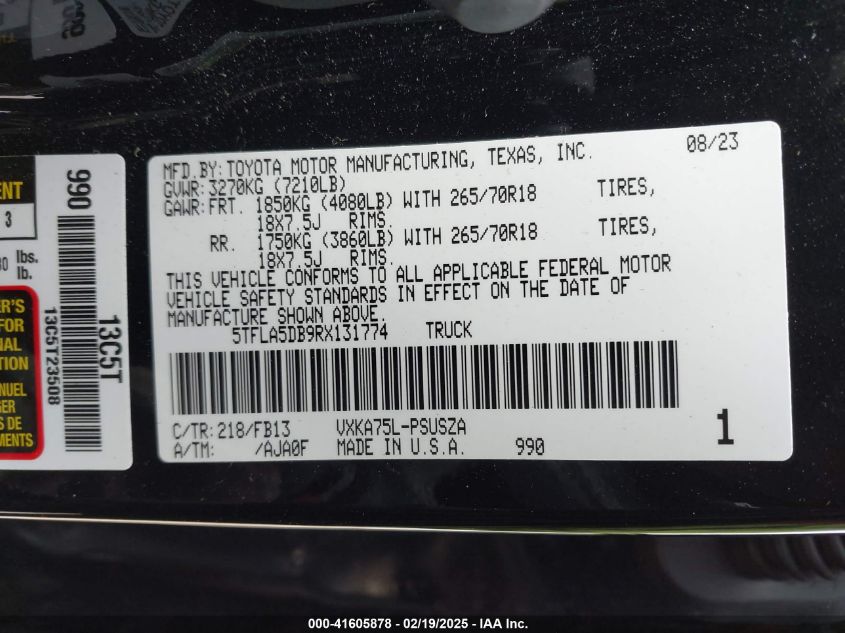 MFD.BY: TOYOTA MOTOR MANUFACTURING, TEXAS, INC. 08/23
GVWR: 3270KG (7210LB)
GAWR: FRT. 1850KG (4080LB) WITH 265/70R18 TIRES,
18X7.5J RIMS.
RR. 1750KG (3860LB) WITH 265/70R18 TIRES,
18X7.5J RIMS.
THIS VEHICLE CONFORMS TO ALL APPLICABLE FEDERAL MOTOR
VEHICLE SAFETY STANDARDS IN EFFECT ON THE DATE OF
MANUFACTURE SHOWN ABOVE.
5TFLA5DB9RX131774 TRUCK
C/TR: 218/FB13 VXKA75L-PSUSZA
A/TM: /AJA0F MADE IN U.S.A. 990 1
990
13C5T
13C5T23508
3
lbs.
lb.
FOR
000-41605878 - 02/19/2025 - IAA Inc.